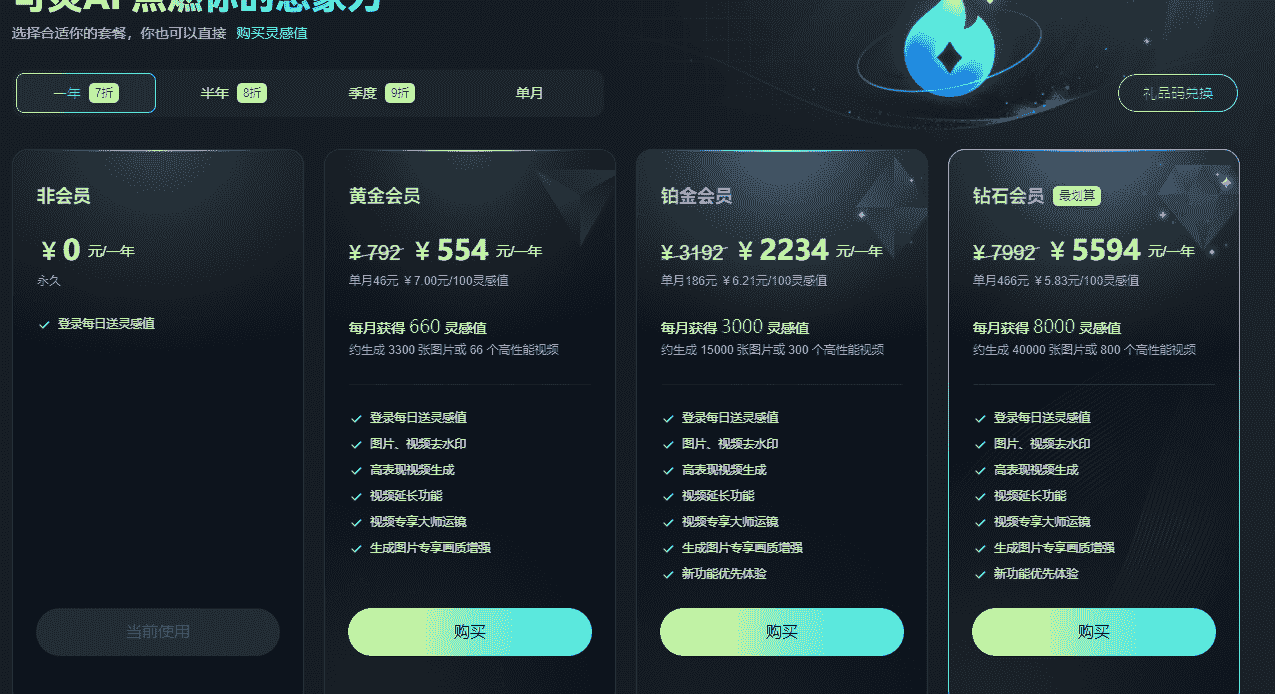 可灵AI 点燃你的想象力
选择合适你的套餐，你也可以直接 购买灵感值
一年 7折
半年 8折
季度 9折
单月
礼品码兑换
非会员
￥0 元/一年
永久
登录每日送灵感值
当前使用
黄金会员
￥792 ￥554 元/一年
单月46元 ￥7.00元/100灵感值
每月获得 660 灵感值
约生成 3300 张图片或 66 个高性能视频
登录每日送灵感值
图片、视频去水印
高表现视频生成
视频延长功能
视频专享大师运镜
生成图片专享画质增强
购买
铂金会员
￥3192 ￥2234 元/一年
单月186元 ￥6.21元/100灵感值
每月获得 3000 灵感值
约生成 15000 张图片或 300 个高性能视频
登录每日送灵感值
图片、视频去水印
高表现视频生成
视频延长功能
视频专享大师运镜
生成图片专享画质增强
新功能优先体验
购买
钻石会员 最划算
￥7992 ￥5594 元/一年
单月466元 ￥5.83元/100灵感值
每月获得 8000 灵感值
约生成 40000 张图片或 800 个高性能视频
登录每日送灵感值
图片、视频去水印
高表现视频生成
视频延长功能
视频专享大师运镜
生成图片专享画质增强
新功能优先体验
购买